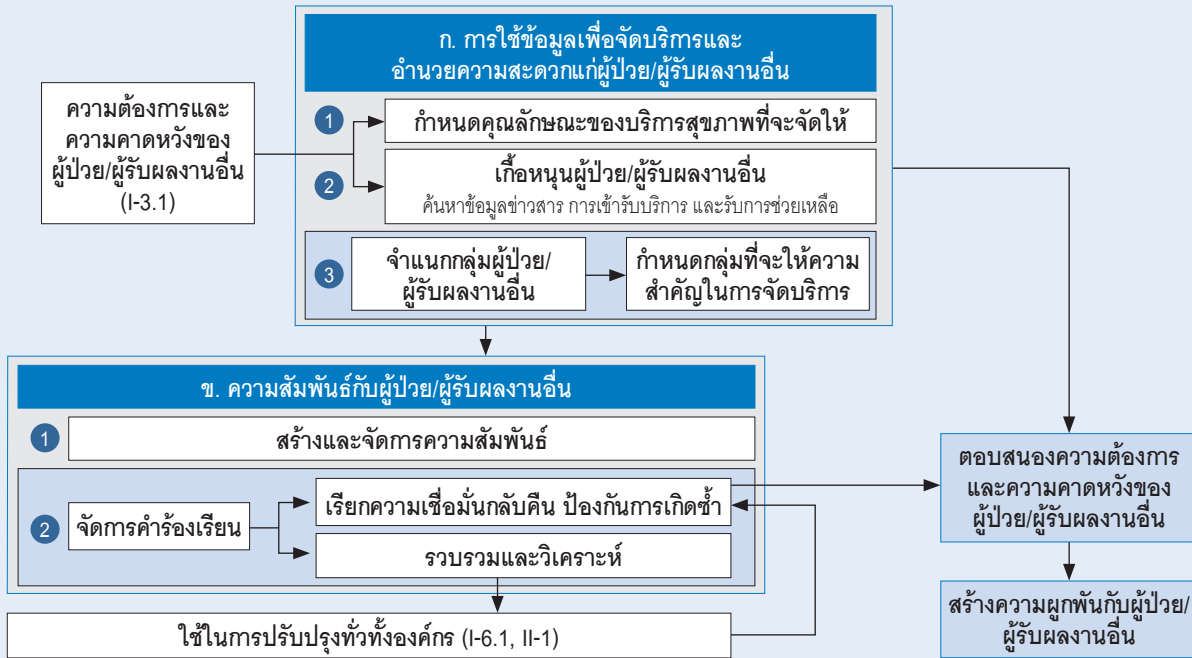 ก. การใช้ข้อมูลเพื่อจัดบริการและ
อำนวยความสะดวกแก่ผู้ป่วย/ผู้รับผลงานอื่น
ความต้องการและ
ความคาดหวังของ
ผู้ป่วย/ผู้รับผลงานอื่น
(I-3.1)
1
กำหนดคุณลักษณะของบริการสุขภาพที่จะจัดให้
2
เกื้อหนุนผู้ป่วย/ผู้รับผลงานอื่น
ค้นหาข้อมูลข่าวสาร การเข้ารับบริการ และรับการช่วยเหลือ
3
จำแนกกลุ่มผู้ป่วย/
ผู้รับผลงานอื่น
กำหนดกลุ่มที่จะให้ความ
สำคัญในการจัดบริการ
ข. ความสัมพันธ์กับผู้ป่วย/ผู้รับผลงานอื่น
1
สร้างและจัดการความสัมพันธ์
2
จัดการคำร้องเรียน
เรียกความเชื่อมั่นกลับคืน ป้องกันการเกิดซ้ำ
รวบรวมและวิเคราะห์
ใช้ในการปรับปรุงทั่วทั้งองค์กร (I-6.1, II-1)
ตอบสนองความต้องการ
และความคาดหวังของ
ผู้ป่วย/ผู้รับผลงานอื่น
สร้างความผูกพันกับผู้ป่วย/
ผู้รับผลงานอื่น